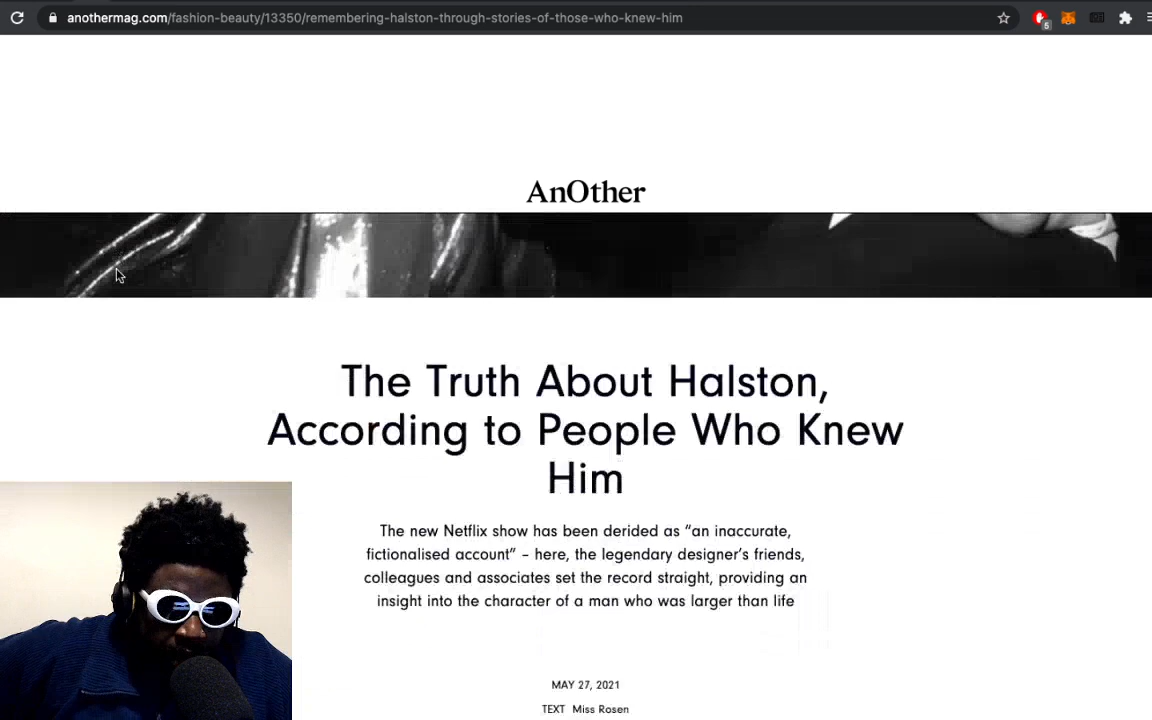 anothermag.com/fashion-beauty/13350/remembering-halston-through-stories-of-those-who-knew-him
6
AnOther
The Truth About Halston,
According to People Who Knew
Him
The new Netflix show has been derided as “an inaccurate,
fictionalised account” – here, the legendary designer’s friends,
colleagues and associates set the record straight, providing an
insight into the character of a man who was larger than life
MAY 27, 2021
TEXT Miss Rosen